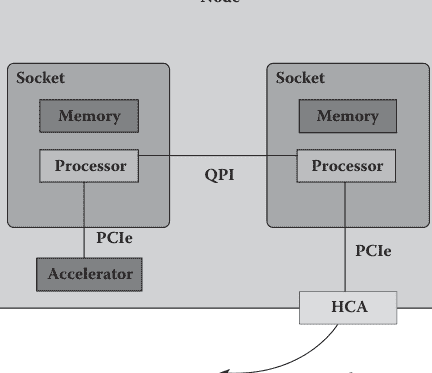 Node
Socket
Socket
Memory
Memory
Processor
Processor
QPI
PCIe
PCIe
Accelerator
HCA